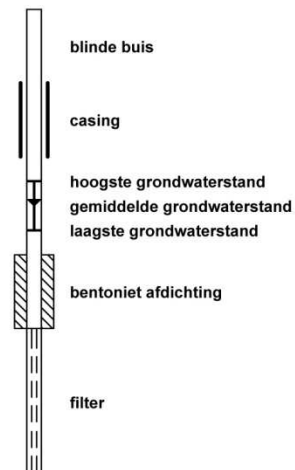 blinde buis
casing
hoogste grondwaterstand
gemiddelde grondwaterstand
laagste grondwaterstand
bentoniet afdichting
filter